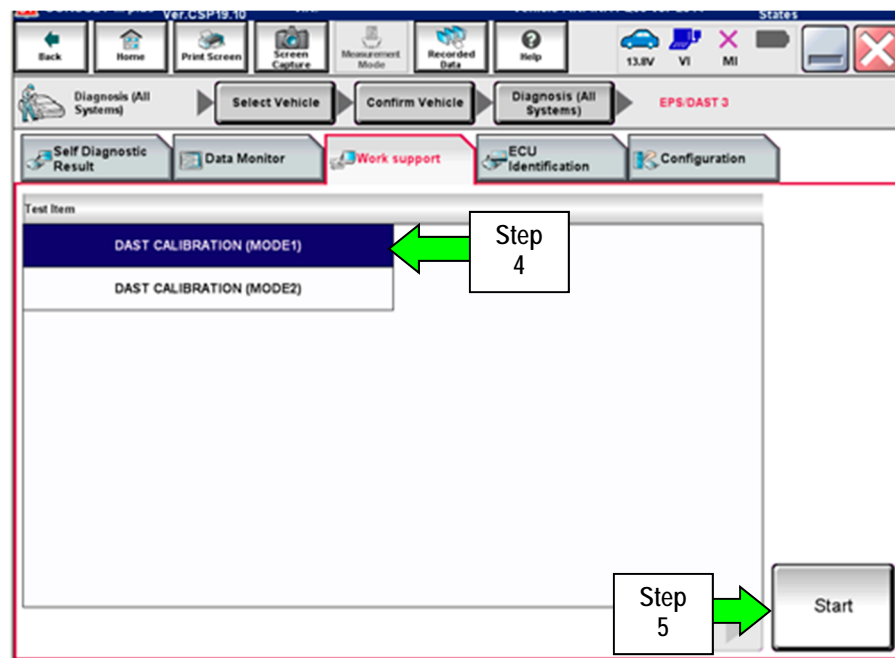 Ver.CSP19.10
States
Back
Home
Print Screen
Screen
Capture
Measurement
Mode
Recorded
Data
Help
13.8V
VI
MI
Diagnosis (All
Systems)
Select Vehicle
Confirm Vehicle
Diagnosis (All
Systems)
EPS/DAST 3
Self Diagnostic
Result
Data Monitor
Work support
ECU
Identification
Configuration
Test Item
DAST CALIBRATION (MODE1)
Step
4
DAST CALIBRATION (MODE2)
Step
5
Start